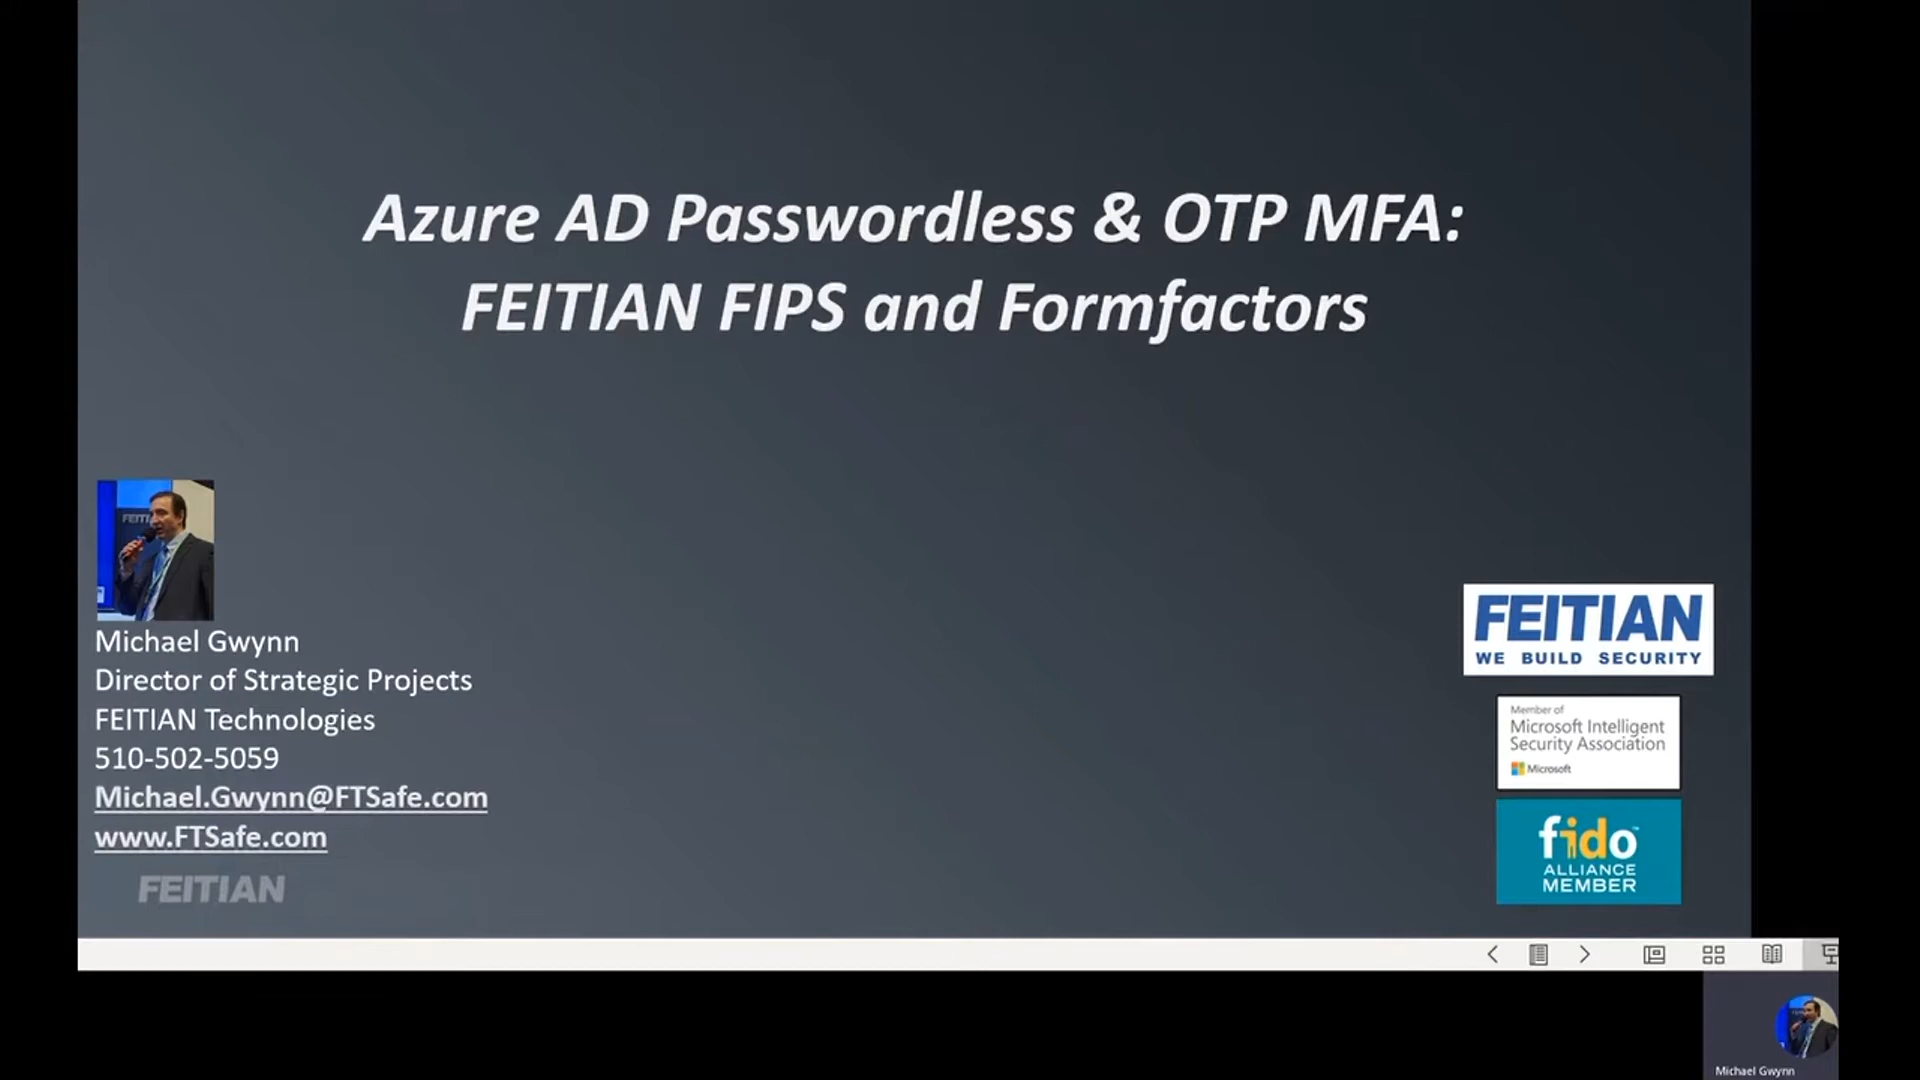 Azure AD Passwordless & OTP MFA:
FEITIAN FIPS and Formfactors
FEITI
Michael Gwynn
Director of Strategic Projects
FEITIAN Technologies
510-502-5059
Michael.Gwynn@FTSafe.com
www.FTSafe.com
FEITIAN
FEITIAN
WE BUILD SECURITY
Member of
Microsoft Intelligent
Security Association
Microsoft
fido™
ALLIANCE
MEMBER
Michael Gwynn